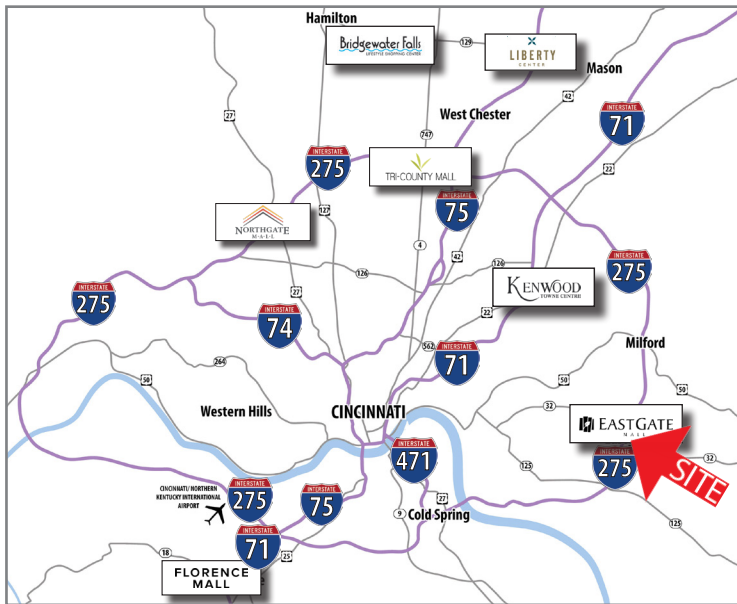 Hamilton
Bridgewater Falls
LIFESTYLE SHOPPING CENTER
129
LIBERTY
CENTER
Mason
42
27
West Chester
INTERSTATE
71
747
INTERSTATE
275
TRI-COUNTY MALL
22
INTERSTATE
75
NORTHGATE
MALL
127
4
42
126
126
INTERSTATE
275
INTERSTATE
275
KENWOOD
TOWNE CENTRE
27
22
INTERSTATE
74
562
INTERSTATE
71
Milford
264
50
50
50
Western Hills
CINCINNATI
32
EASTGATE
MALL
INTERSTATE
471
125
INTERSTATE
275
32
SITE
CINCINNATI/NORTHERN
KENTUCKY INTERNATIONAL
AIRPORT
INTERSTATE
275
INTERSTATE
75
27
9
Cold Spring
125
INTERSTATE
71
18
25
FLORENCE
MALL